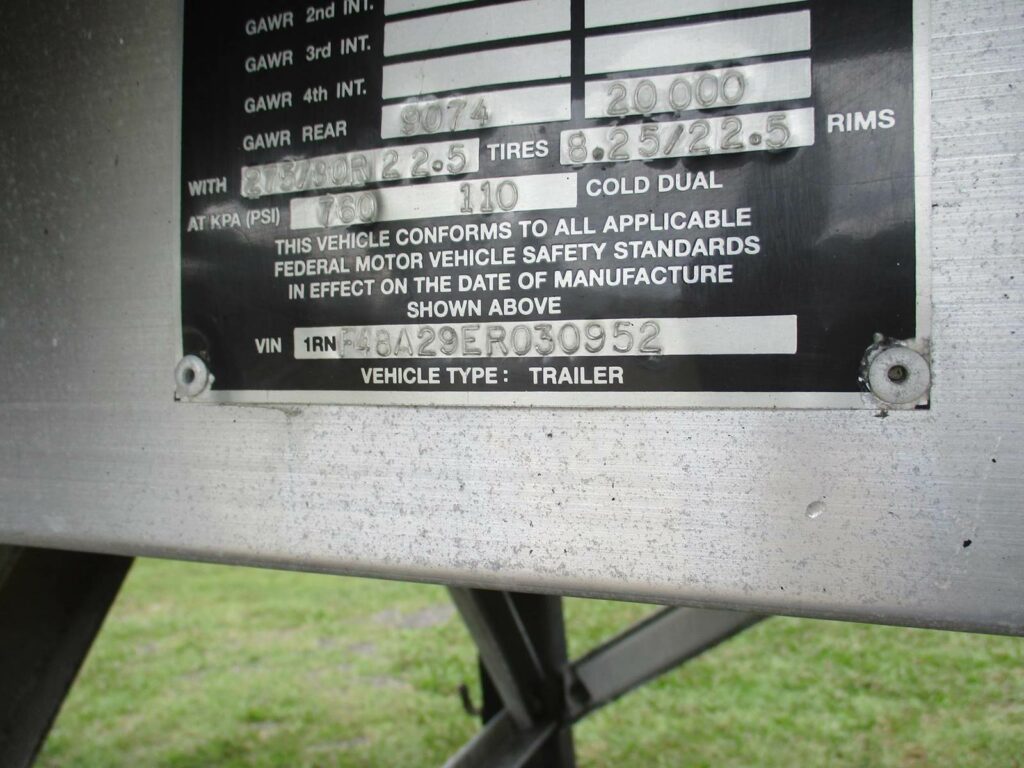 GAWR 2nd INT.
GAWR 3rd INT.
GAWR 4th INT.
GAWR REAR 9074 20000
WITH 275/80R 22.5 TIRES 8.25/22.5 RIMS
AT KPA (PSI) 760 110 COLD DUAL
THIS VEHICLE CONFORMS TO ALL APPLICABLE
FEDERAL MOTOR VEHICLE SAFETY STANDARDS
IN EFFECT ON THE DATE OF MANUFACTURE
SHOWN ABOVE
VIN 1RNF48A29ER030952
VEHICLE TYPE: TRAILER